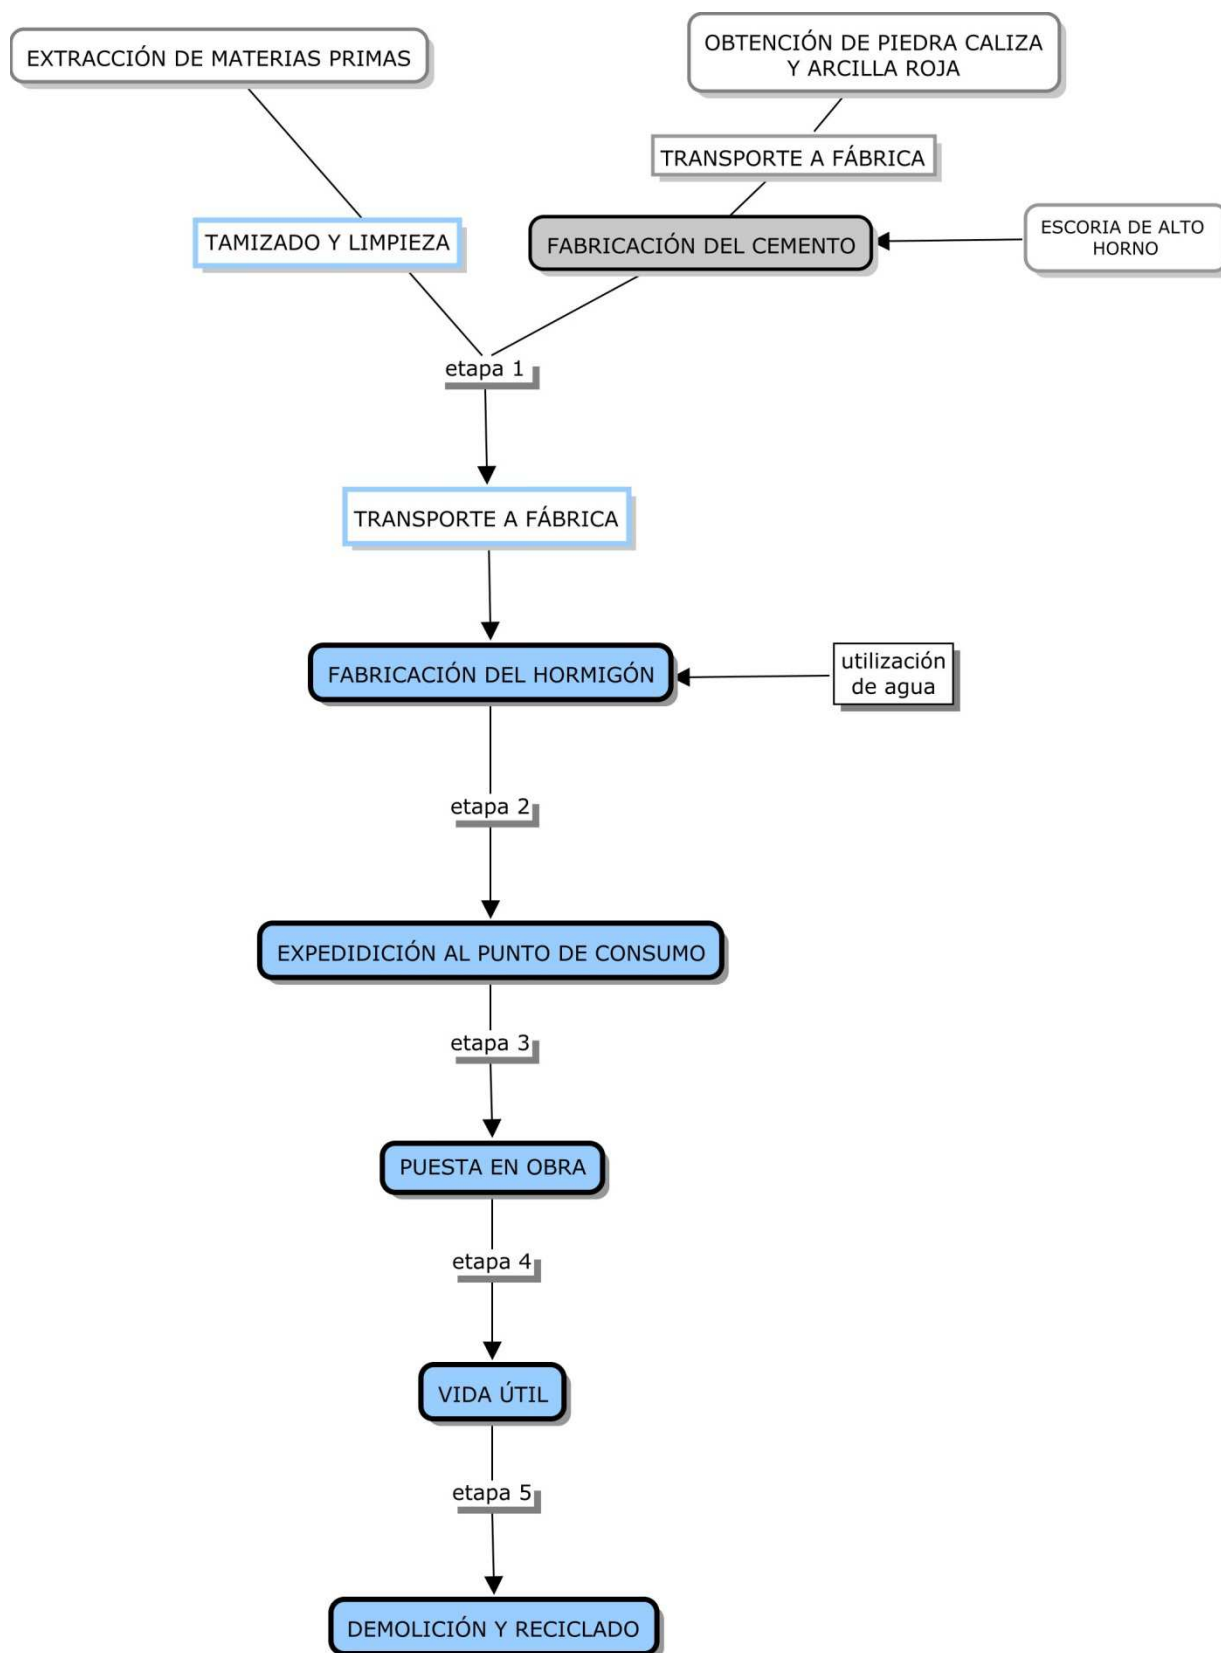 EXTRACCIÓN DE MATERIAS PRIMAS
OBTENCIÓN DE PIEDRA CALIZA
Y ARCILLA ROJA
TRANSPORTE A FÁBRICA
TAMIZADO Y LIMPIEZA
FABRICACIÓN DEL CEMENTO
ESCORIA DE ALTO
HORNO
etapa 1
TRANSPORTE A FÁBRICA
FABRICACIÓN DEL HORMIGÓN
utilización
de agua
etapa 2
EXPEDIDICIÓN AL PUNTO DE CONSUMO
etapa 3
PUESTA EN OBRA
etapa 4
VIDA ÚTIL
etapa 5
DEMOLICIÓN Y RECICLADO